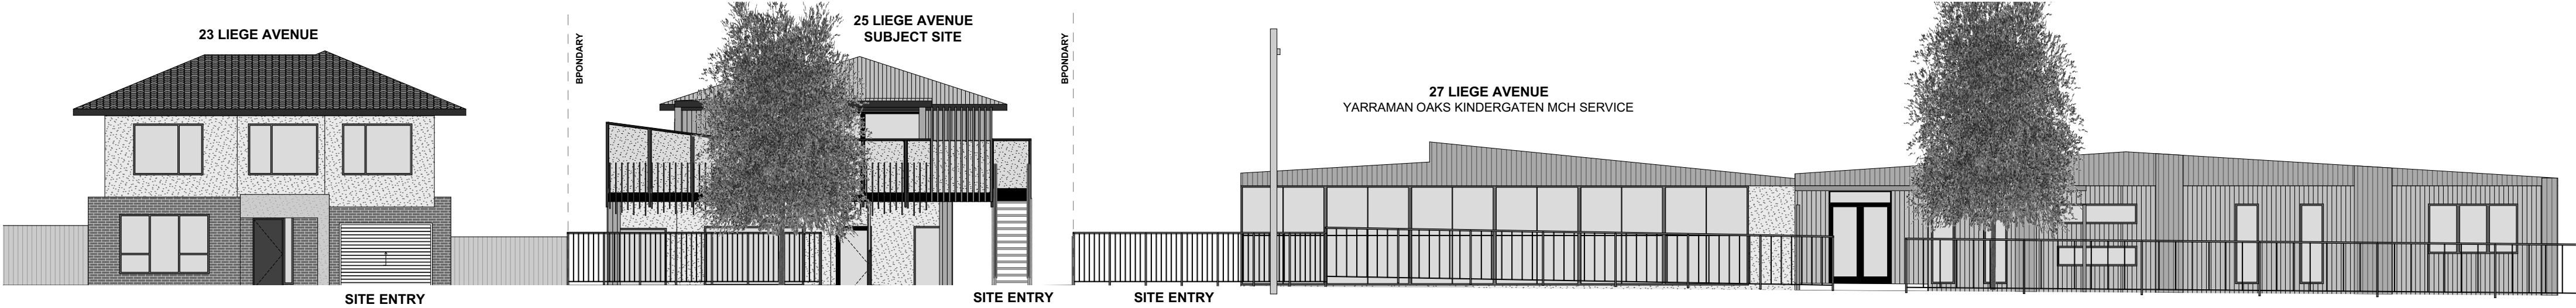 23 LIEGE AVENUE
BPONDARY
25 LIEGE AVENUE
SUBJECT SITE
BPONDARY
27 LIEGE AVENUE
YARRAMAN OAKS KINDERGATEN MCH SERVICE
SITE ENTRY
SITE ENTRY
SITE ENTRY